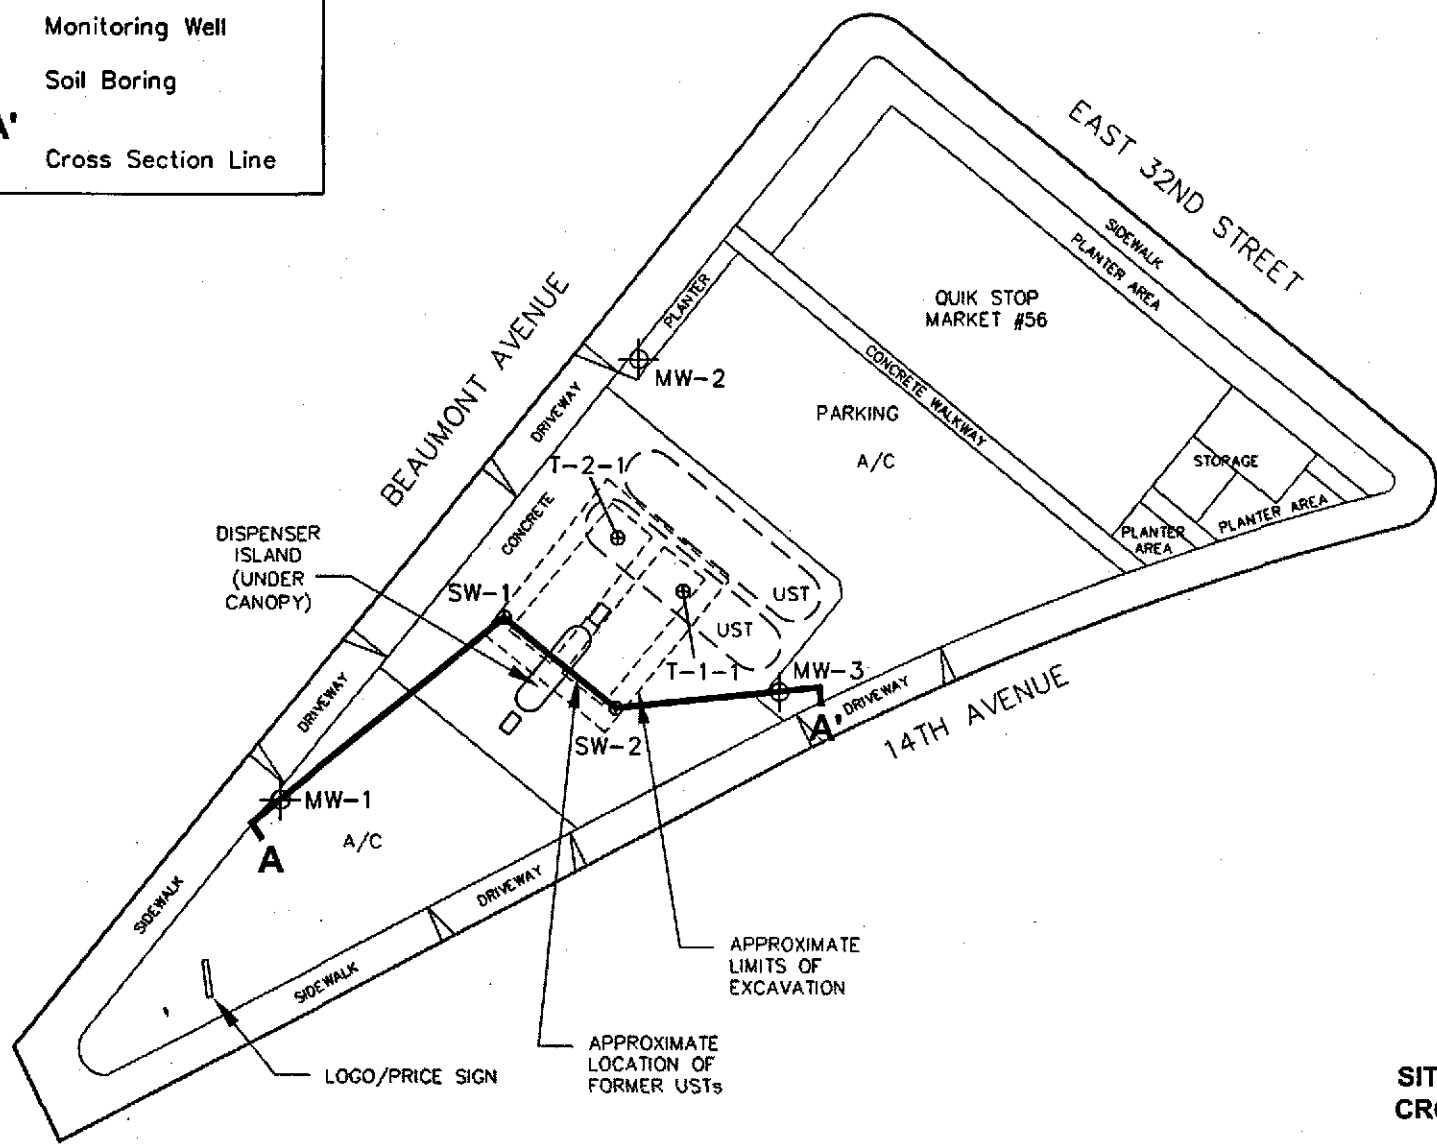 Monitoring Well
Soil Boring
A'
Cross Section Line
EAST 32ND STREET
SIDEWALK
PLANTER AREA
QUIK STOP
MARKET #56
PLANTER
BEAUMONT AVENUE
MW-2
CONCRETE WALKWAY
DRIVEWAY
PARKING
A/C
T-2-1
STORAGE
CONCRETE
PLANTER AREA
PLANTER
AREA
DISPENSER
ISLAND
(UNDER
CANOPY)
SW-1
UST
UST
T-1-1
MW-3
DRIVEWAY
DRIVEWAY
A'
14TH AVENUE
SW-2
MW-1
A/C
A
SIDEWALK
DRIVEWAY
SIDEWALK
APPROXIMATE
LIMITS OF
EXCAVATION
APPROXIMATE
LOCATION OF
FORMER USTs
LOGO/PRICE SIGN
SIT
CRO